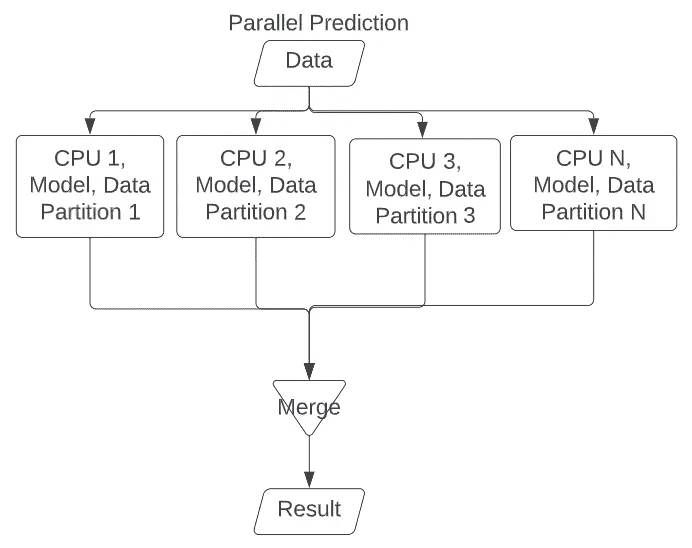 Parallel Prediction
Data
CPU 1,
Model, Data
Partition 1
CPU 2,
Model, Data
Partition 2
CPU 3,
Model, Data
Partition 3
CPU N,
Model, Data
Partition N
Merge
Result